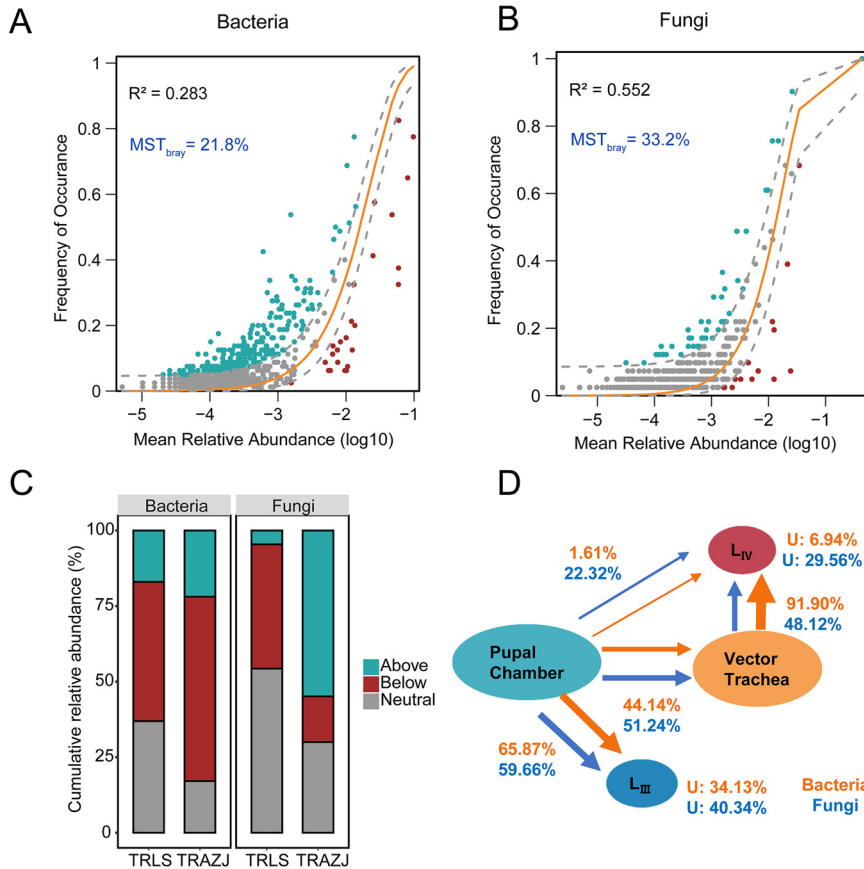 A
Bacteria
R² = 0.283
MSTbray= 21.8%
Frequency of Occurance
1
0.8
0.6
0.4
0.2
0
−5
−4
−3
−2
−1
Mean Relative Abundance (log10)
B
Fungi
R² = 0.552
MSTbray= 33.2%
Frequency of Occurance
1
0.8
0.6
0.4
0.2
0
−5
−4
−3
−2
−1
Mean Relative Abundance (log10)
C
Bacteria
Fungi
Cumulative relative abundance (%)
100
75
50
25
0
TRLS
TRAZJ
TRLS
TRAZJ
Above
Below
Neutral
D
1.61%
22.32%
LIV
U: 6.94%
U: 29.56%
91.90%
48.12%
Pupal
Chamber
Vector
Trachea
44.14%
51.24%
65.87%
59.66%
LIII
U: 34.13%
U: 40.34%
Bacteria
Fungi